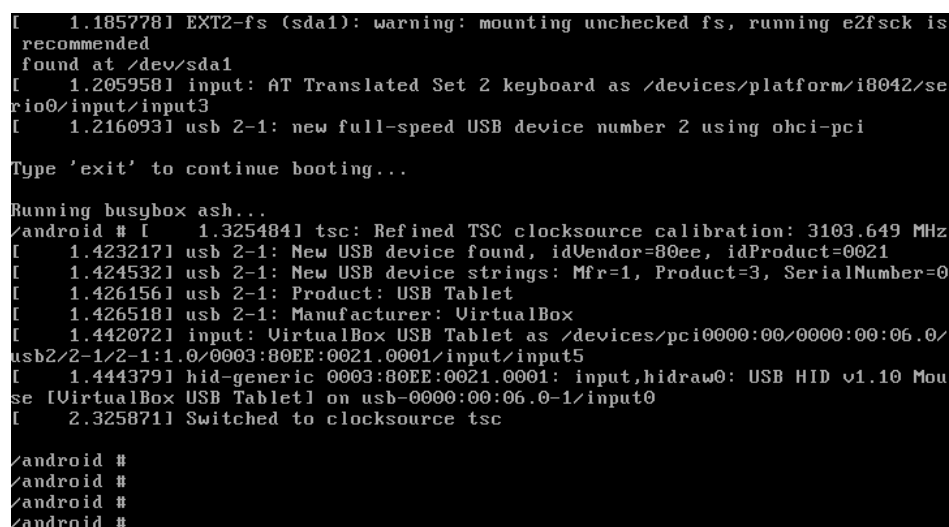 [    1.185778] EXT2-fs (sda1): warning: mounting unchecked fs, running e2fsck is
 recommended
 found at /dev/sda1
[    1.205958] input: AT Translated Set 2 keyboard as /devices/platform/i8042/se
rio0/input/input3
[    1.216093] usb 2-1: new full-speed USB device number 2 using ohci-pci
Type 'exit' to continue booting...
Running busybox ash...
/android # [    1.325484] tsc: Refined TSC clocksource calibration: 3103.649 MHz
[    1.423217] usb 2-1: New USB device found, idVendor=80ee, idProduct=0021
[    1.424532] usb 2-1: New USB device strings: Mfr=1, Product=3, SerialNumber=0
[    1.426156] usb 2-1: Product: USB Tablet
[    1.426518] usb 2-1: Manufacturer: VirtualBox
[    1.442072] input: VirtualBox USB Tablet as /devices/pci0000:00/0000:00:06.0/
usb2/2-1/2-1:1.0/0003:80EE:0021.0001/input/input5
[    1.444379] hid-generic 0003:80EE:0021.0001: input,hidraw0: USB HID v1.10 Mou
se [VirtualBox USB Tablet] on usb-0000:00:06.0-1/input0
[    2.325871] Switched to clocksource tsc
/android #
/android #
/android #
/android #